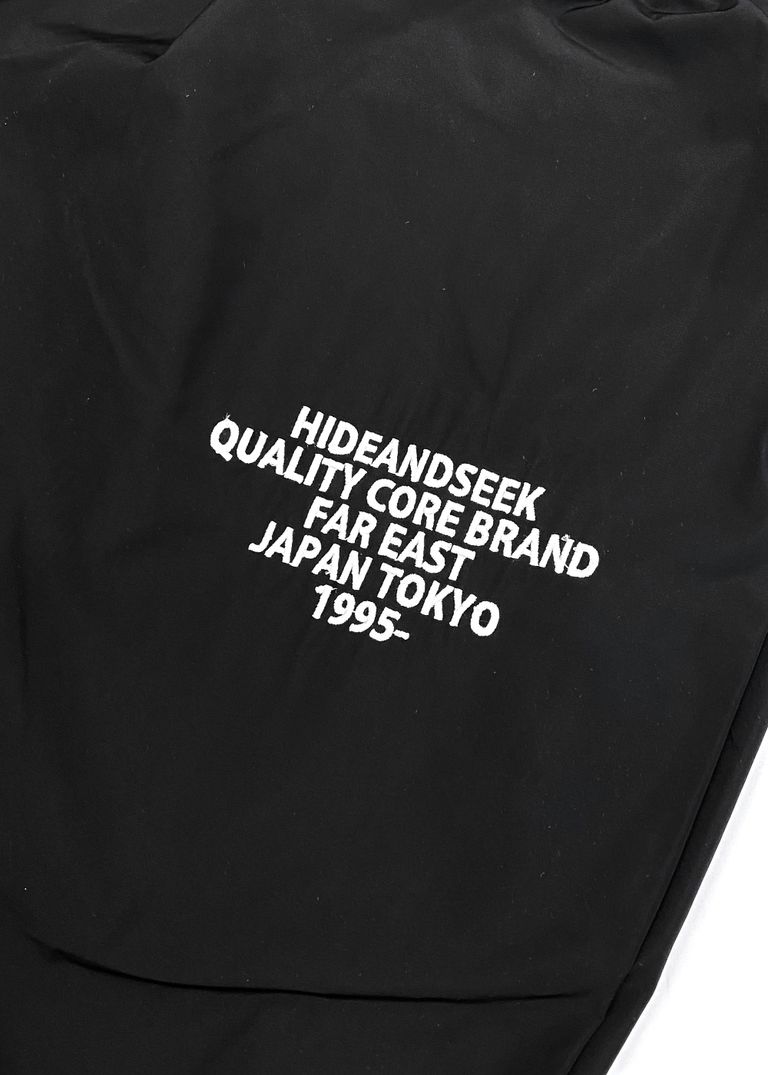 HIDEANDSEEK
QUALITY CORE BRAND
FAR EAST
JAPAN TOKYO
1995-